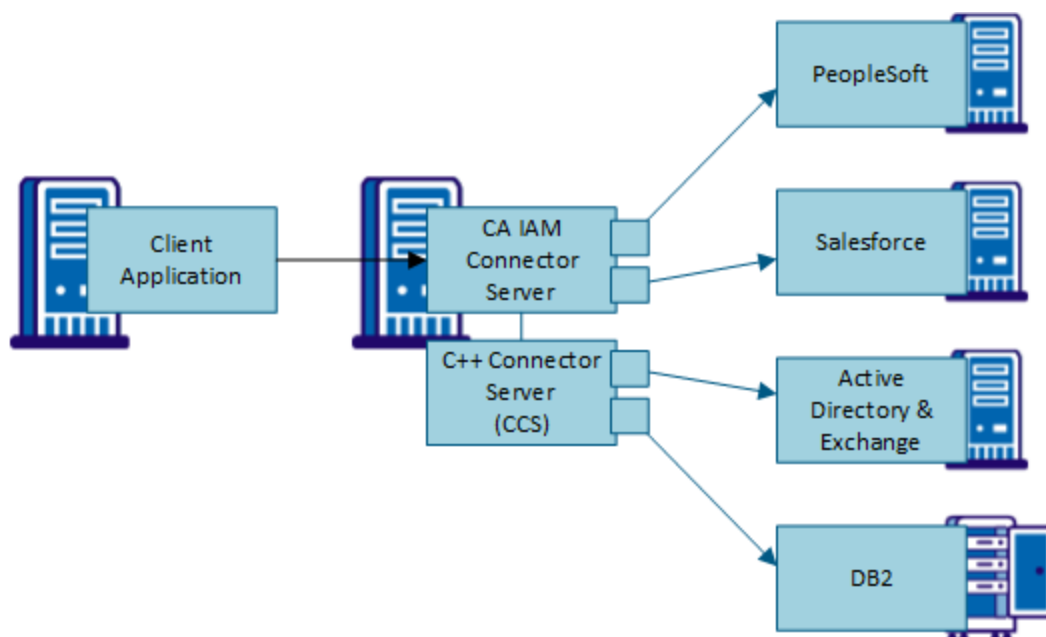 PeopleSoft
Client
Application
CA IAM
Connector
Server
Salesforce
C++ Connector
Server
(CCS)
Active
Directory &
Exchange
DB2